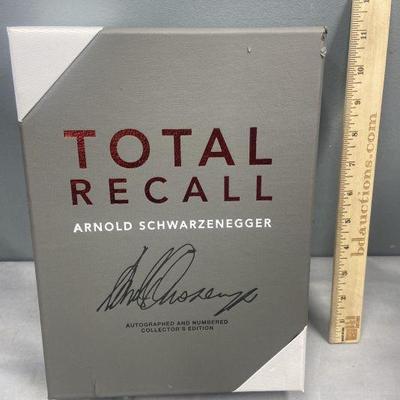 TOTAL
RECALL
ARNOLD SCHWARZENEGGER
AUTOGRAPHED AND NUMBERED
COLLECTOR'S EDITION
bdauctions.com